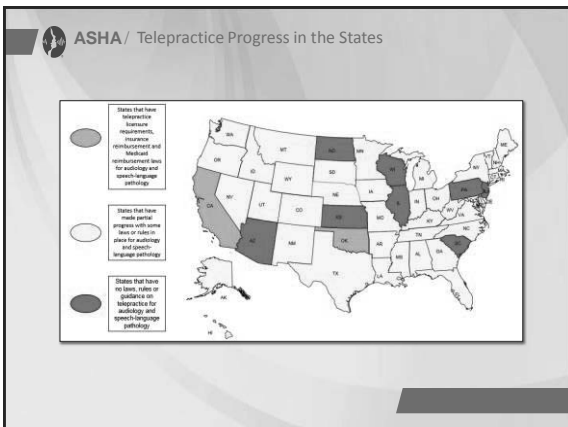 ASHA / Telepractice Progress in the States
States that have
telepractice
licensure
requirements,
insurance
reimbursement and
Medicaid
reimbursement laws
for audiology and
speech-language
pathology
States that have
made partial
progress with some
laws or rules in
place for audiology
and speech-
language pathology
States that have
no laws, rules or
guidance on
telepractice for
audiology and
speech-language
pathology
WA
OR
CA
NV
ID
MT
WY
UT
CO
AZ
NM
ND
SD
NE
KS
OK
TX
MN
IA
MO
AR
LA
WI
IL
MI
IN
OH
KY
TN
MS
AL
GA
FL
SC
NC
VA
WV
PA
NY
ME
AK
HI